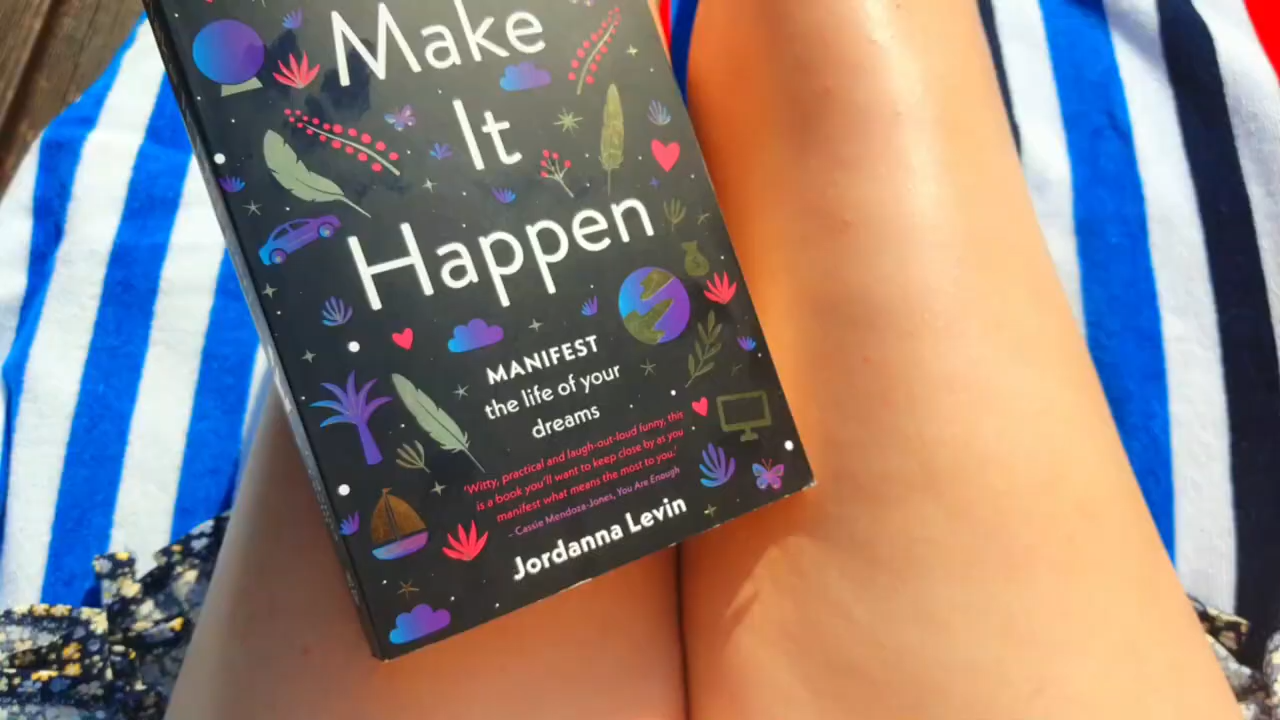 Make
It
Happen
MANIFEST
the life of your
dreams
'Witty, practical and laugh-out-loud funny, this
is a book you'll want to keep close by as you
manifest what means the most to you.'
- Cassie Mendoza-Jones, You Are Enough
Jordanna Levin